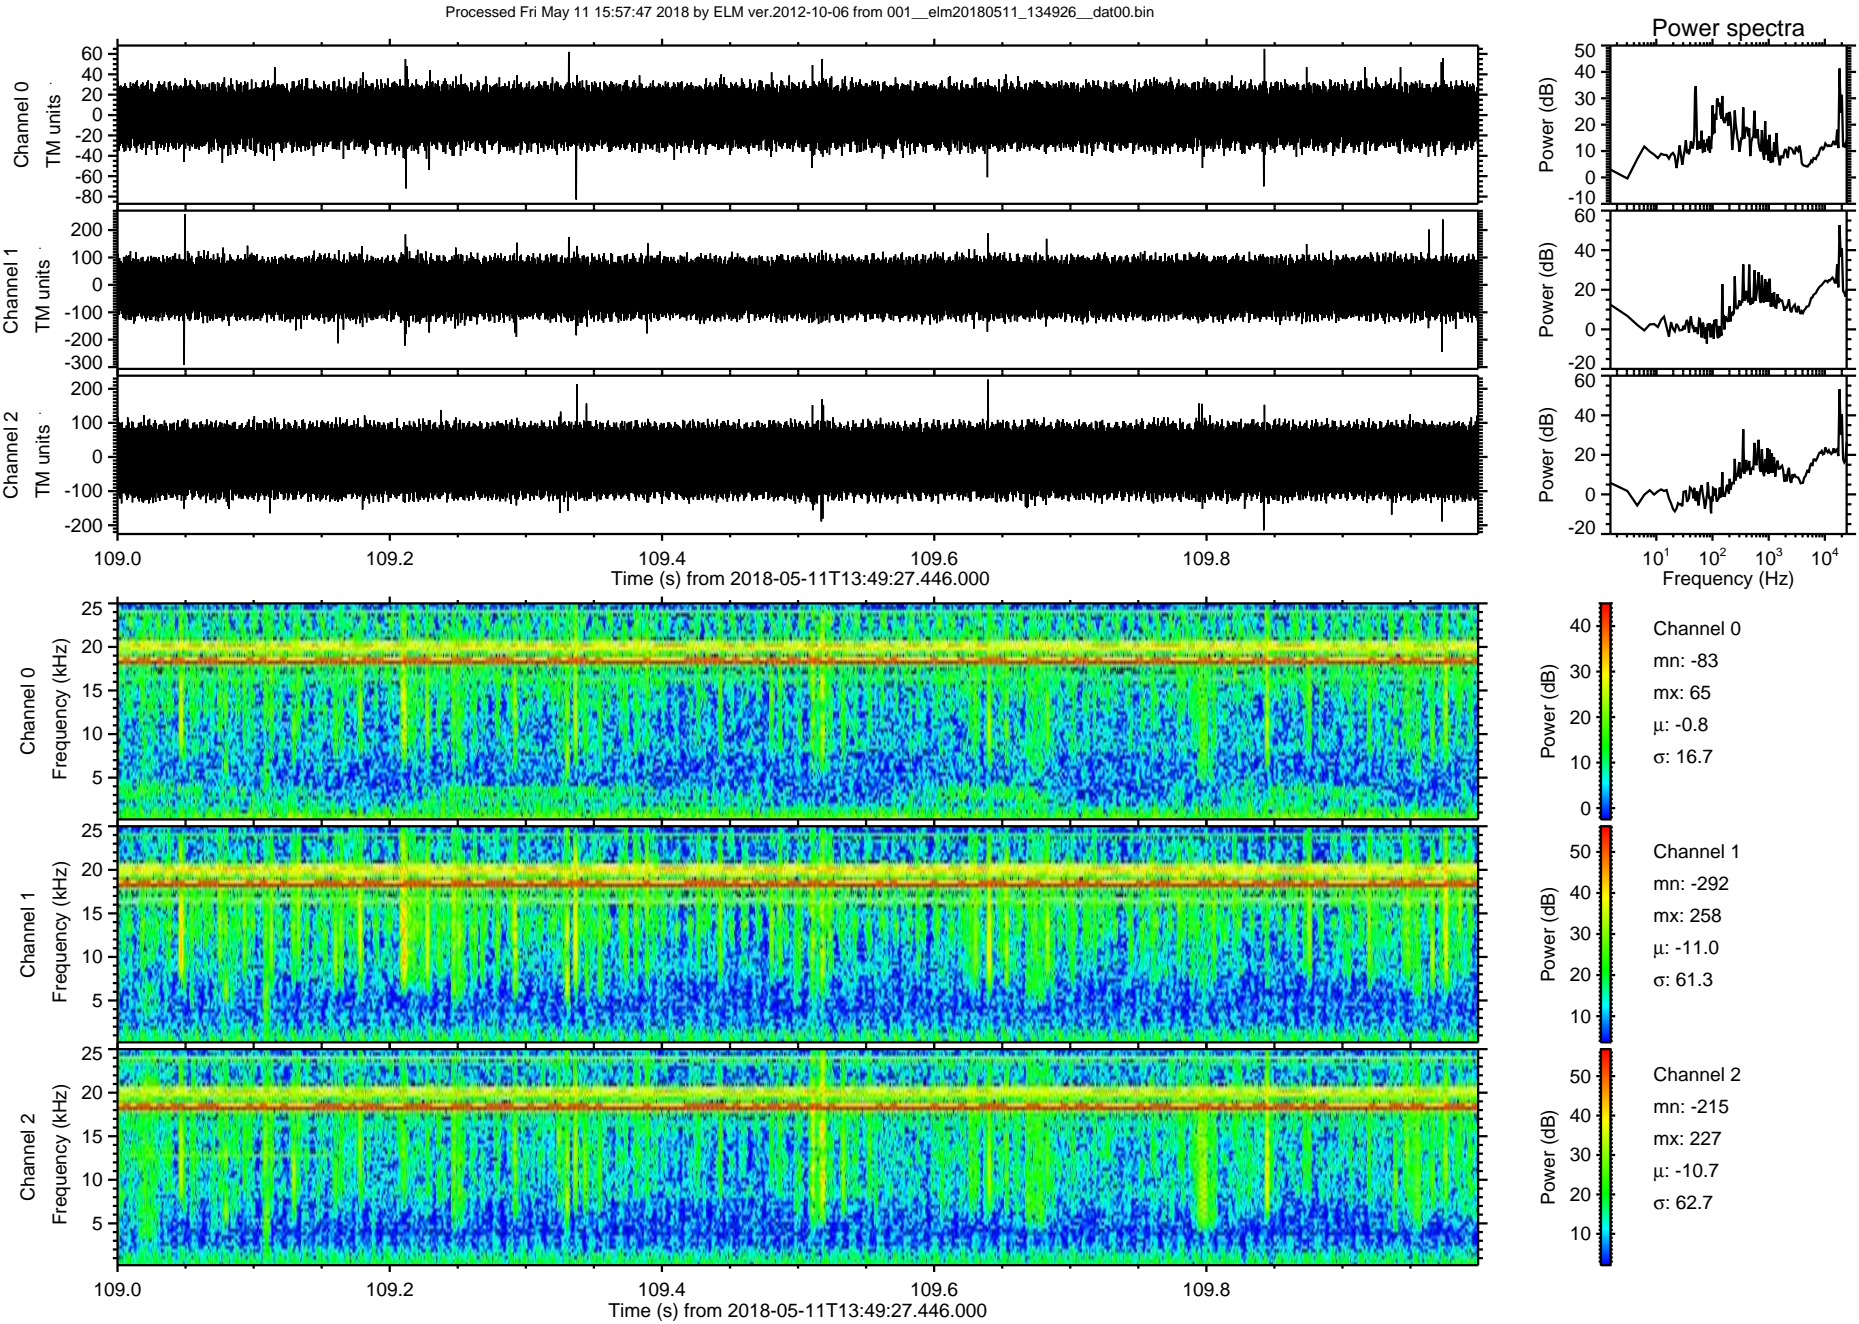 Processed Fri May 11 15:57:47 2018 by ELM ver.2012-10-06 from 001__elm20180511_134926__dat00.bin
Power spectra
Channel 0
TM units
60
40
20
0
-20
-40
-60
-80
Power (dB)
50
40
30
20
10
0
-10
Channel 1
TM units
200
100
0
-100
-200
-300
Power (dB)
60
40
20
0
-20
Channel 2
TM units
200
100
0
-100
-200
Power (dB)
60
40
20
0
-20
109.0 109.2 109.4 109.6 109.8
Time (s) from 2018-05-11T13:49:27.446.000
10^1 10^2 10^3 10^4
Frequency (Hz)
Channel 0
Frequency (kHz)
25
20
15
10
5
Power (dB)
40
30
20
10
0
Channel 0
mn: -83
mx: 65
μ: -0.8
σ: 16.7
Channel 1
Frequency (kHz)
25
20
15
10
5
Power (dB)
50
40
30
20
10
Channel 1
mn: -292
mx: 258
μ: -11.0
σ: 61.3
Channel 2
Frequency (kHz)
25
20
15
10
5
Power (dB)
50
40
30
20
10
Channel 2
mn: -215
mx: 227
μ: -10.7
σ: 62.7
109.0 109.2 109.4 109.6 109.8
Time (s) from 2018-05-11T13:49:27.446.000